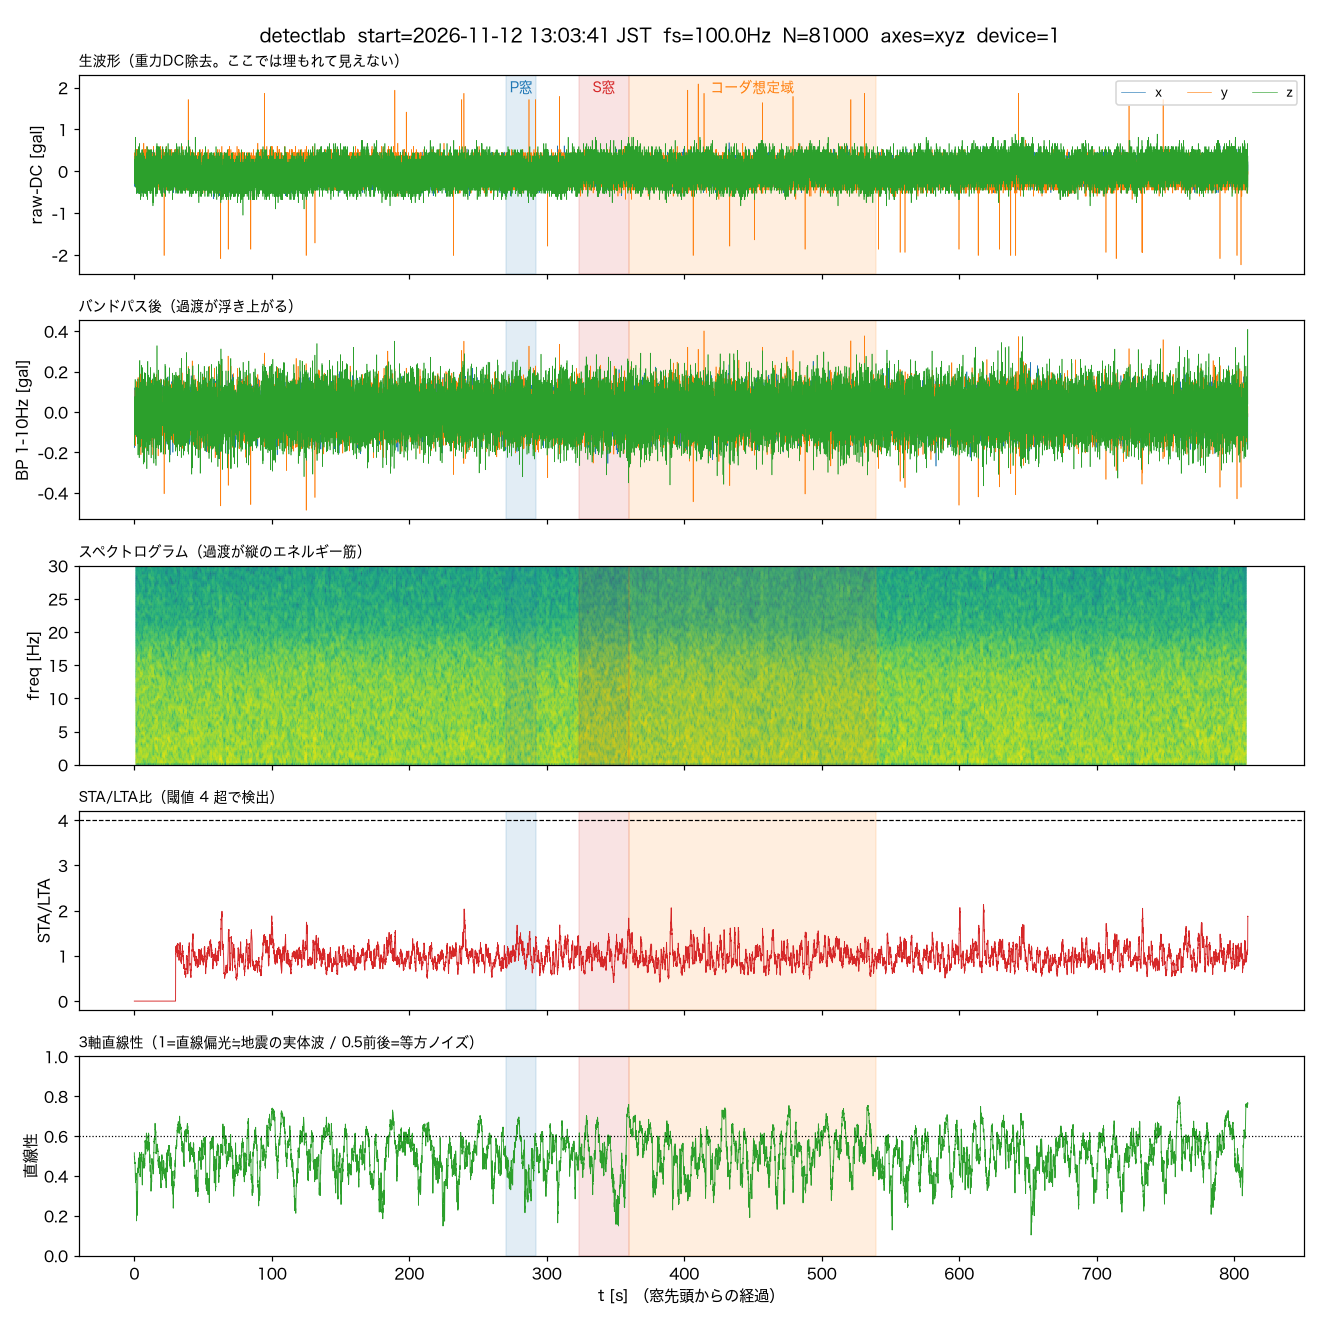 detectlab start=2026-11-12 13:03:41 JST fs=100.0Hz N=81000 axes=xyz device=1
生波形（重力DC除去。ここでは埋もれて見えない）
P窓
S窓
コーダ想定域
x
y
z
2
1
0
-1
-2
raw-DC [gal]
バンドパス後（過渡が浮き上がる）
0.4
0.2
0.0
-0.2
-0.4
BP 1-10Hz [gal]
スペクトログラム（過渡が縦のエネルギー筋）
30
25
20
15
10
5
0
freq [Hz]
STA/LTA比（閾値 4 超で検出）
4
3
2
1
0
STA/LTA
3軸直線性（1=直線偏光≒地震の実体波 / 0.5前後=等方ノイズ）
1.0
0.8
0.6
0.4
0.2
0.0
直線性
0 100 200 300 400 500 600 700 800
t [s] （窓先頭からの経過）